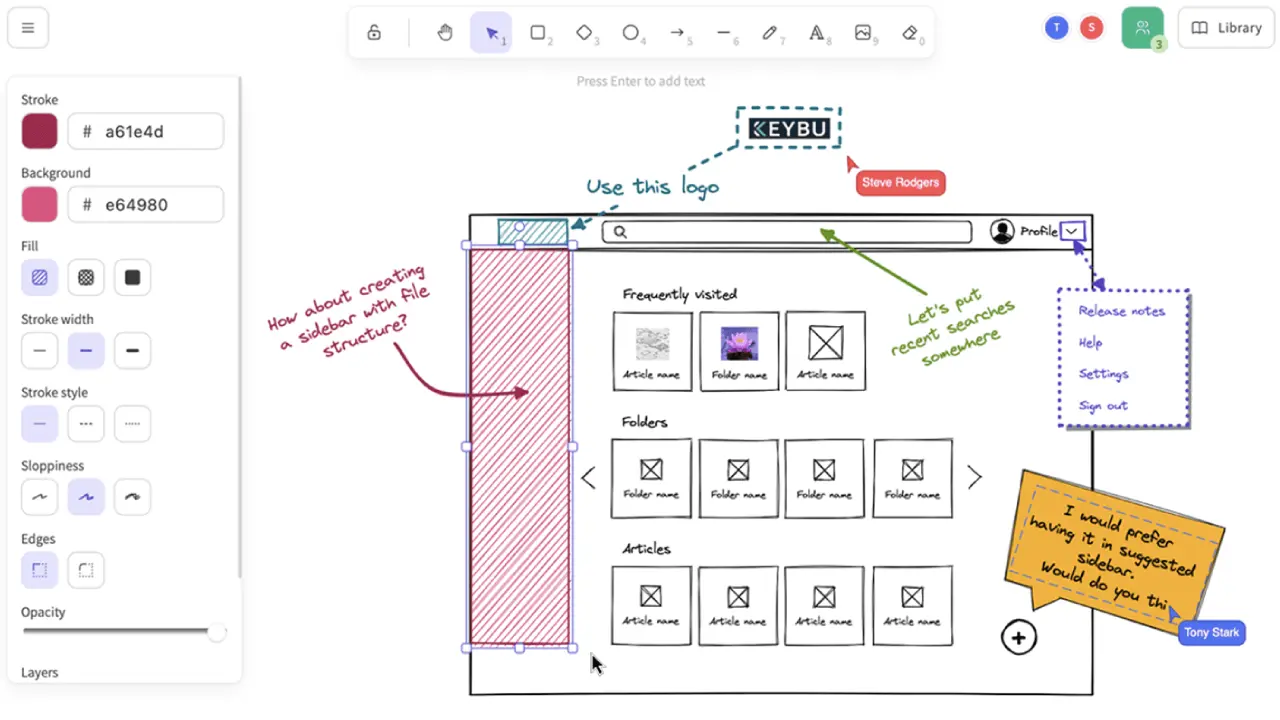 1
2
3
4
5
6
7
A 8
9
0
T
S
3
Library
Press Enter to add text
Stroke
# a61e4d
Background
# e64980
Fill
Stroke width
Stroke style
Sloppiness
Edges
Opacity
Layers
KEYBU
Steve Rodgers
Use this logo
Profile
How about creating
a sidebar with file
structure?
Let's put
recent searches
somewhere
Release notes
Help
Settings
Sign out
Frequently visited
Article name
Folder name
Article name
Folders
Folder name
Folder name
Folder name
Folder name
Articles
Article name
Article name
Article name
Article name
I would prefer
having it in suggested
sidebar.
Would do you thi
Tony Stark